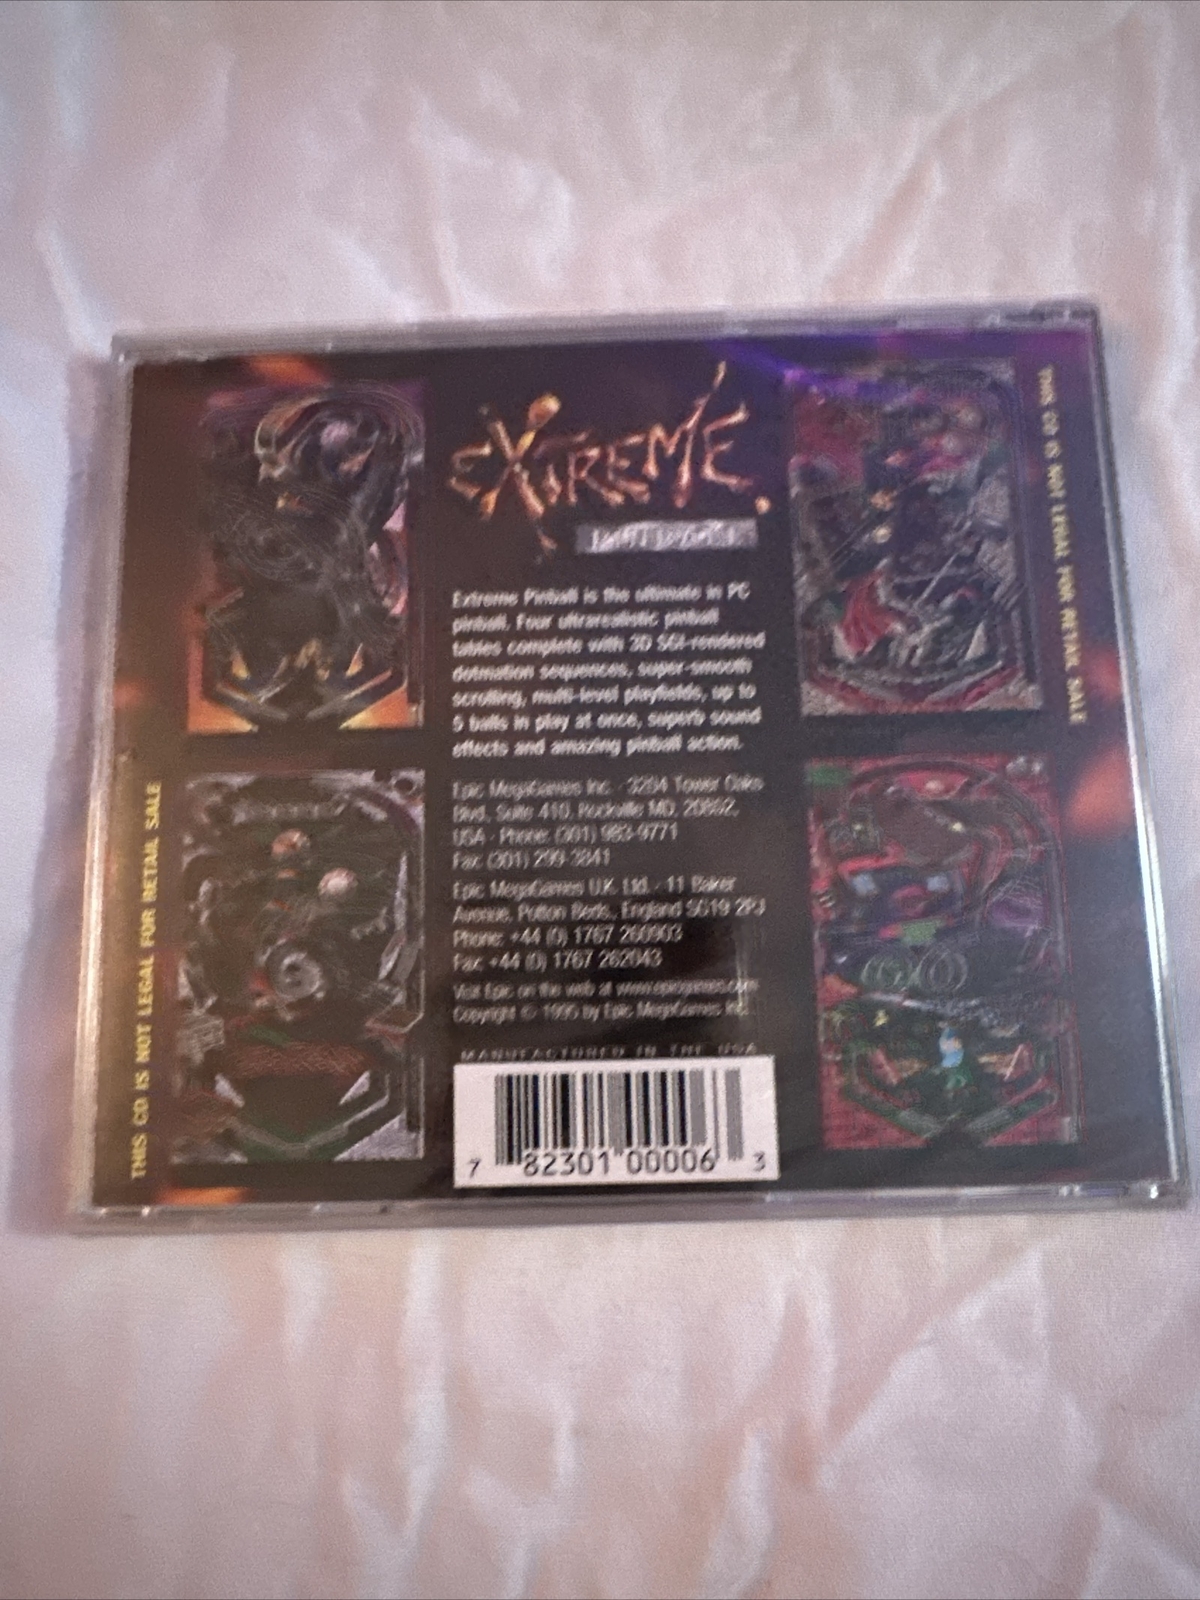 THIS CD IS NOT LEGAL FOR RETAIL SALE
EXTREME
PINBALL
Extreme Pinball is the ultimate in PC
pinball. Four ultrarealistic pinball
tables complete with 3D SGI-rendered
dotmation sequences, super-smooth
scrolling, multi-level playfields, up to
5 balls in play at once, superb sound
effects and amazing pinball action.
Epic MegaGames Inc. · 3204 Tower Oaks
Blvd., Suite 410, Rockville MD, 20852,
USA · Phone: (301) 983-9771
Fax: (301) 299-3841
Epic MegaGames U.K. Ltd. · 11 Baker
Avenue, Potton Beds., England SG19 2PJ
Phone: +44 (0) 1767 260903
Fax: +44 (0) 1767 262043
Visit Epic on the web at www.epicgames.com
Copyright © 1995 by Epic MegaGames Inc.
MANUFACTURED IN THE USA
7 82301 00006 3
THIS CD IS NOT LEGAL FOR RETAIL SALE